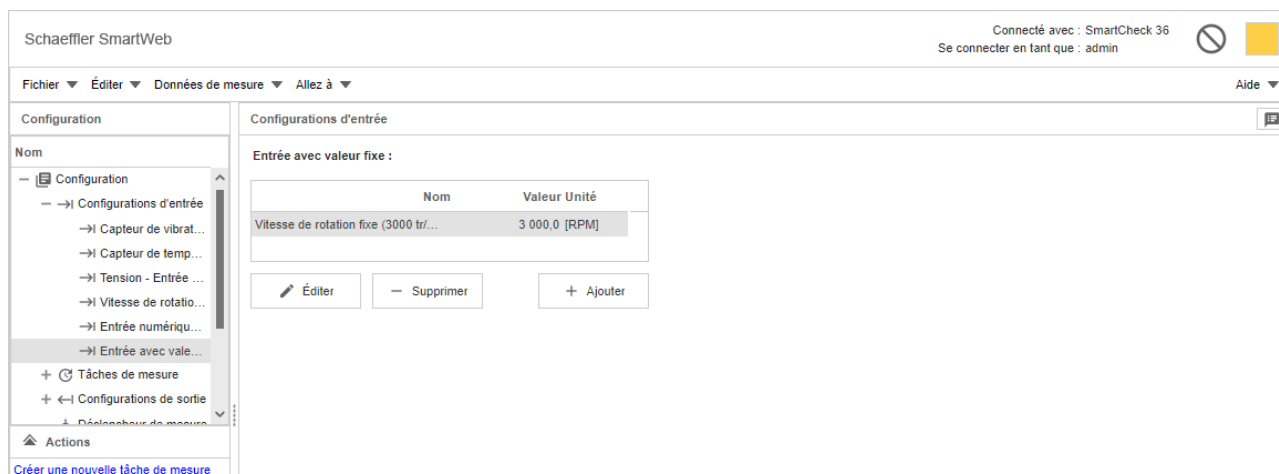 Schaeffler SmartWeb
Connecté avec : SmartCheck 36
Se connecter en tant que : admin
Fichier Éditer Données de mesure Allez à Aide
Configuration
Configurations d'entrée
Nom
Entrée avec valeur fixe :
Configuration
Configurations d'entrée
Capteur de vibrat...
Capteur de temp...
Tension - Entrée ...
Vitesse de rotatio...
Entrée numériqu...
Entrée avec vale...
Tâches de mesure
Configurations de sortie
Déclencheur de mesure
Nom Valeur Unité
Vitesse de rotation fixe (3000 tr/... 3 000,0 [RPM]
Éditer Supprimer Ajouter
Actions
Créer une nouvelle tâche de mesure